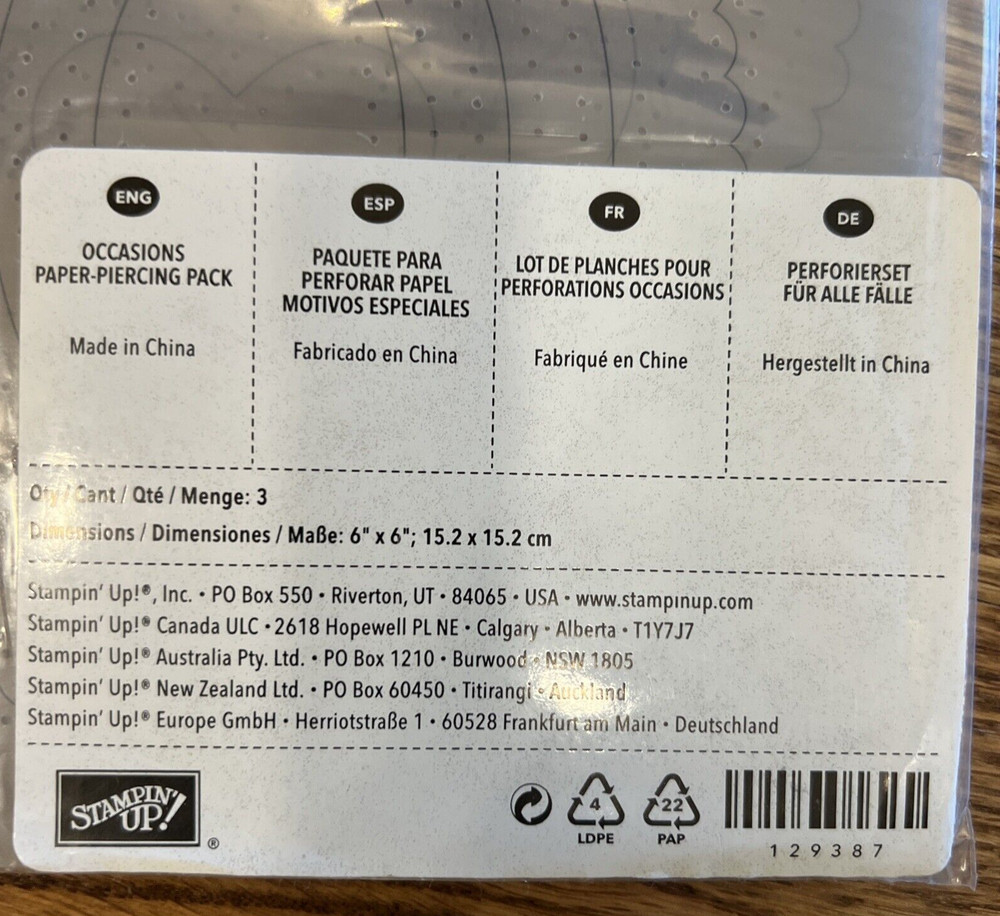 ENG
OCCASIONS
PAPER-PIERCING PACK
Made in China
ESP
PAQUETE PARA
PERFORAR PAPEL
MOTIVOS ESPECIALES
Fabricado en China
FR
LOT DE PLANCHES POUR
PERFORATIONS OCCASIONS
Fabriqué en Chine
DE
PERFORIERSET
FÜR ALLE FÄLLE
Hergestellt in China
Qty / Cant / Qté / Menge: 3
Dimensions / Dimensiones / Maße: 6" x 6"; 15.2 x 15.2 cm
Stampin' Up!®, Inc. • PO Box 550 • Riverton, UT • 84065 • USA • www.stampinup.com
Stampin' Up!® Canada ULC • 2618 Hopewell PL NE • Calgary • Alberta • T1Y7J7
Stampin' Up!® Australia Pty. Ltd. • PO Box 1210 • Burwood • NSW 1805
Stampin' Up!® New Zealand Ltd. • PO Box 60450 • Titirangi • Auckland
Stampin' Up!® Europe GmbH • Herriotstraße 1 • 60528 Frankfurt am Main • Deutschland
STAMPIN'
UP!
®
4
LDPE
22
PAP
129387